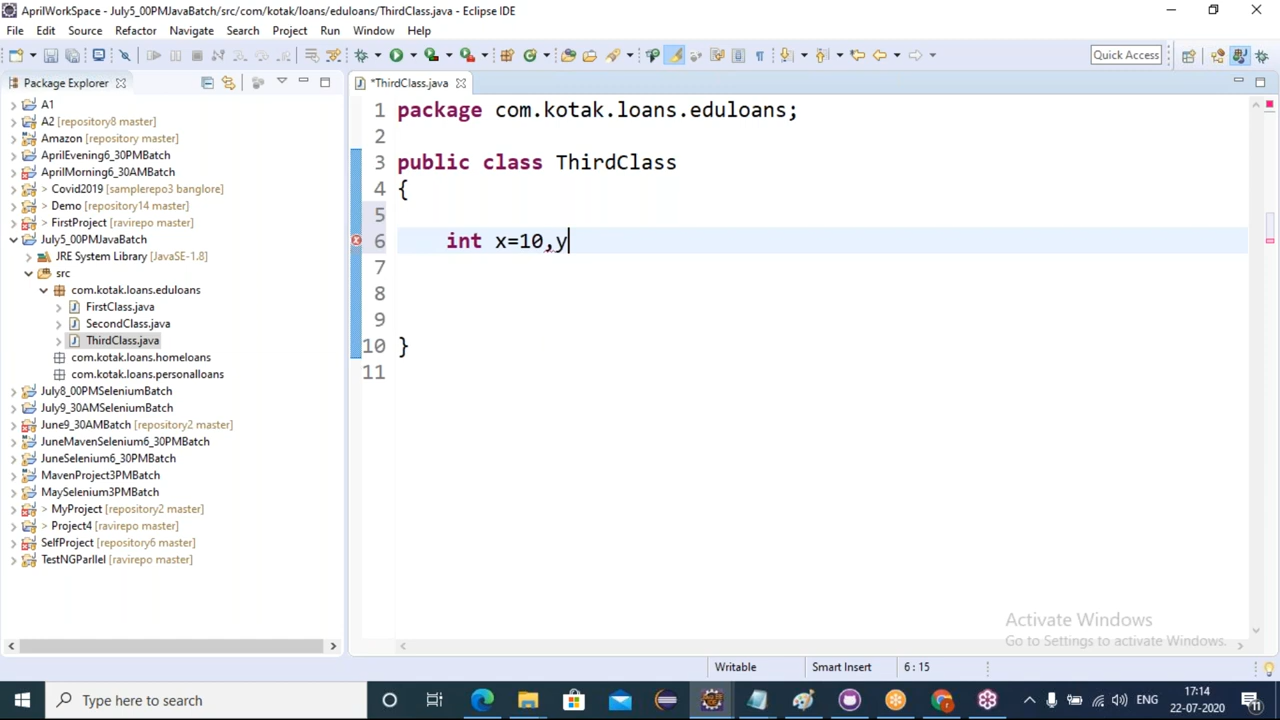 AprilWorkSpace - July5_00PMJavaBatch/src/com/kotak/loans/eduloans/ThirdClass.java - Eclipse IDE
File Edit Source Refactor Navigate Search Project Run Window Help
Quick Access
Package Explorer
*ThirdClass.java
A1
A2 [repository8 master]
Amazon [repository master]
AprilEvening6_30PMBatch
AprilMorning6_30AMBatch
> Covid2019 [samplerepo3 banglore]
> Demo [repository14 master]
> FirstProject [ravirepo master]
July5_00PMJavaBatch
JRE System Library [JavaSE-1.8]
src
com.kotak.loans.eduloans
FirstClass.java
SecondClass.java
ThirdClass.java
com.kotak.loans.homeloans
com.kotak.loans.personalloans
July8_00PMSeleniumBatch
July9_30AMSeleniumBatch
June9_30AMBatch [repository2 master]
JuneMavenSelenium6_30PMBatch
JuneSelenium6_30PMBatch
MavenProject3PMBatch
MaySelenium3PMBatch
> MyProject [repository2 master]
> Project4 [ravirepo master]
SelfProject [repository6 master]
TestNGParllel [ravirepo master]
1 package com.kotak.loans.eduloans;
2
3 public class ThirdClass
4 {
5
6 int x=10,y
7
8
9
10 }
11
Activate Windows
Go to Settings to activate Windows.
Writable Smart Insert 6 : 15
Type here to search
ENG
17:14
22-07-2020
11